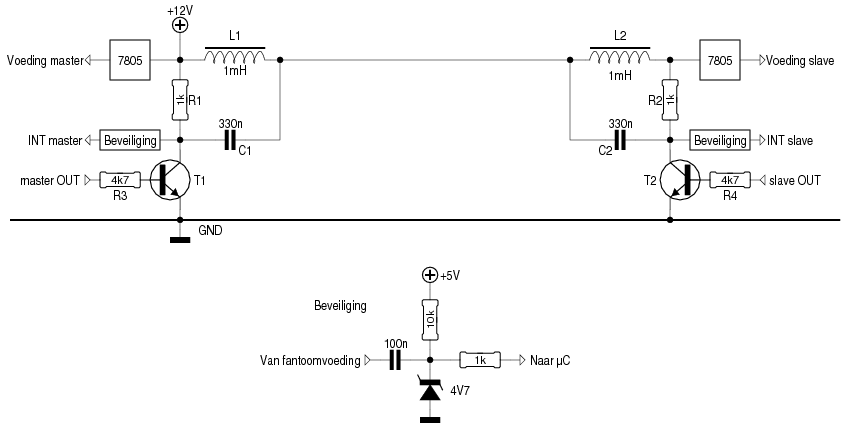 +12V
L1
L2
Voeding master
7805
1mH
1mH
7805
Voeding slave
1k
R1
R2
1k
330n
330n
INT master
Beveiliging
C1
C2
Beveiliging
INT slave
master OUT
4k7
T1
T2
4k7
slave OUT
R3
R4
GND
+5V
Beveiliging
10k
100n
Van fantoomvoeding
1k
Naar µC
4V7